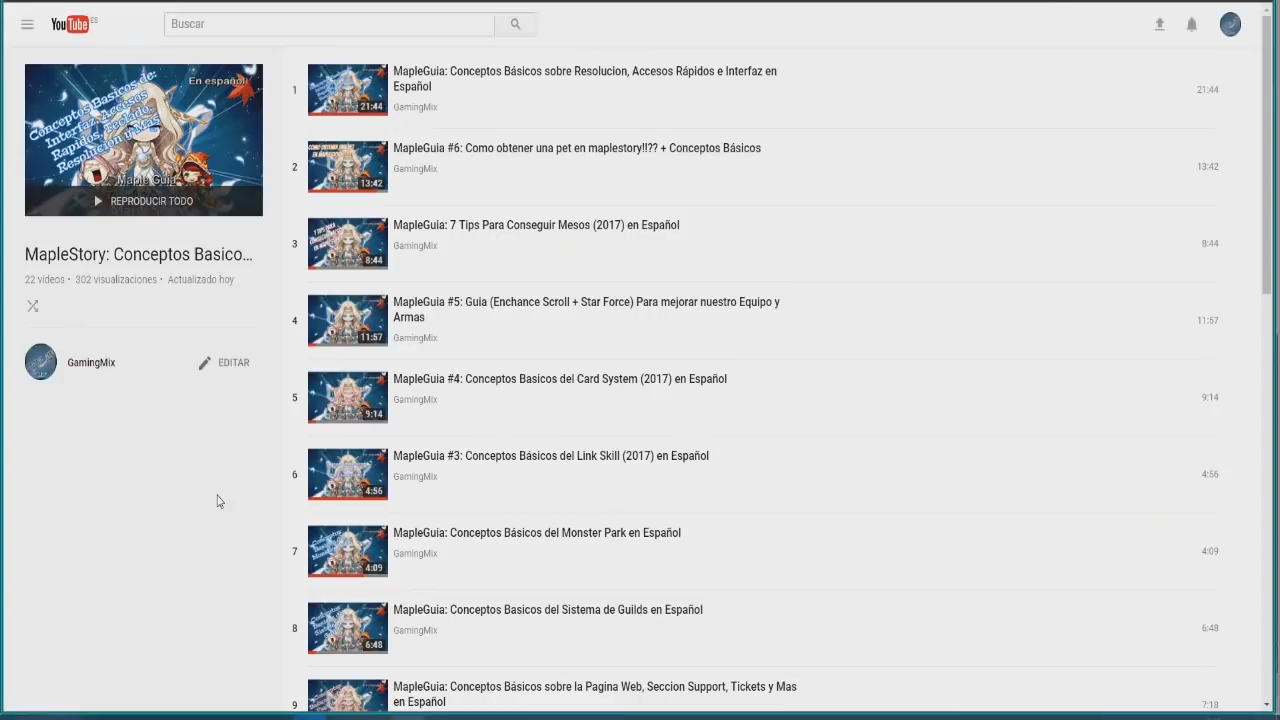 YouTube ES
Buscar
Conceptos Basicos de:
Interfaz, Accesos
Rapidos, Teclado,
Resolucion y Mas
En español
Maple Guia
REPRODUCIR TODO
MapleStory: Conceptos Basico...
22 vídeos • 302 visualizaciones • Actualizado hoy
GamingMix
EDITAR
1
21:44
MapleGuia: Conceptos Básicos sobre Resolucion, Accesos Rápidos e Interfaz en
Español
GamingMix
21:44
2
13:42
MapleGuia #6: Como obtener una pet en maplestory!!?? + Conceptos Básicos
GamingMix
13:42
3
8:44
MapleGuia: 7 Tips Para Conseguir Mesos (2017) en Español
GamingMix
8:44
4
11:57
MapleGuia #5: Guia (Enchance Scroll + Star Force) Para mejorar nuestro Equipo y
Armas
GamingMix
11:57
5
9:14
MapleGuia #4: Conceptos Basicos del Card System (2017) en Español
GamingMix
9:14
6
4:56
MapleGuia #3: Conceptos Básicos del Link Skill (2017) en Español
GamingMix
4:56
7
4:09
MapleGuia: Conceptos Básicos del Monster Park en Español
GamingMix
4:09
8
6:48
MapleGuia: Conceptos Basicos del Sistema de Guilds en Español
GamingMix
6:48
9
MapleGuia: Conceptos Básicos sobre la Pagina Web, Seccion Support, Tickets y Mas
en Español
7:18